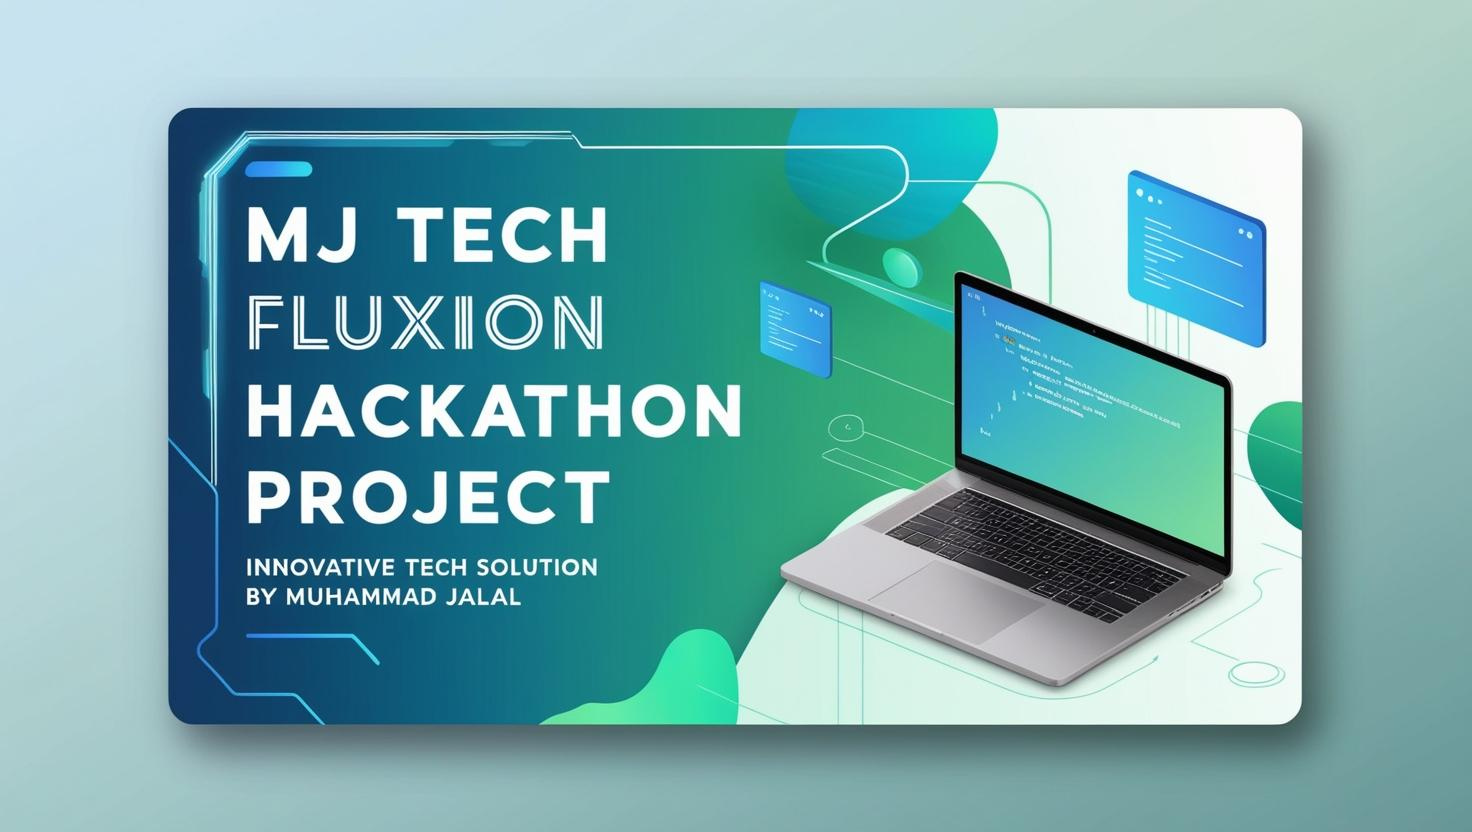 MJ TECH
FLUXION
HACKATHON
PROJECT
INNOVATIVE TECH SOLUTION
BY MUHAMMAD JALAL